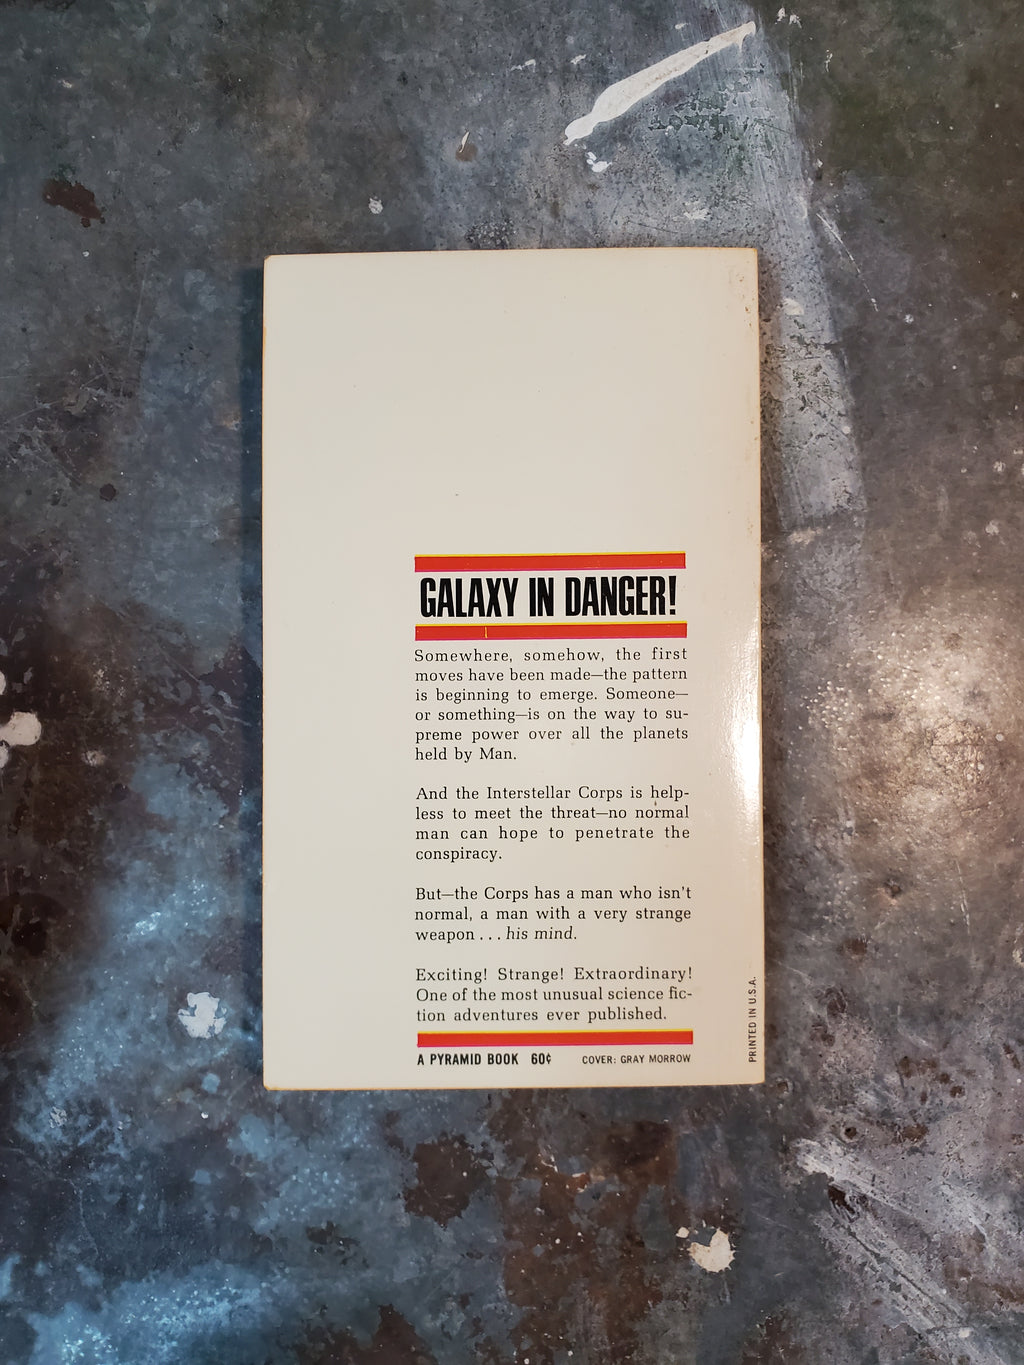 GALAXY IN DANGER!
Somewhere, somehow, the first
moves have been made—the pattern
is beginning to emerge. Someone—
or something—is on the way to su-
preme power over all the planets
held by Man.
And the Interstellar Corps is help-
less to meet the threat—no normal
man can hope to penetrate the
conspiracy.
But—the Corps has a man who isn't
normal, a man with a very strange
weapon . . . his mind.
Exciting! Strange! Extraordinary!
One of the most unusual science fic-
tion adventures ever published.
A PYRAMID BOOK 60¢ COVER: GRAY MORROW
PRINTED IN U.S.A.